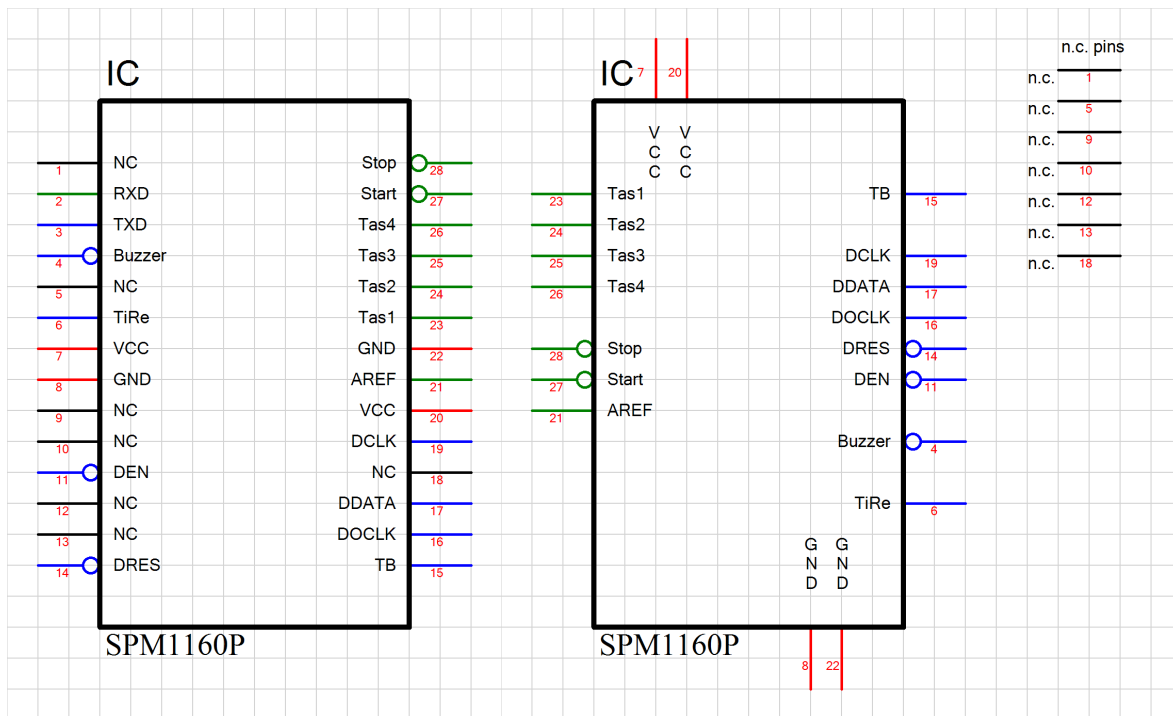 IC
1 NC
2 RXD
3 TXD
4 Buzzer
5 NC
6 TiRe
7 VCC
8 GND
9 NC
10 NC
11 DEN
12 NC
13 NC
14 DRES
Stop 28
Start 27
Tas4 26
Tas3 25
Tas2 24
Tas1 23
GND 22
AREF 21
VCC 20
DCLK 19
NC 18
DDATA 17
DOCLK 16
TB 15
SPM1160P
IC
7 20
VCC VCC
23 Tas1
24 Tas2
25 Tas3
26 Tas4
28 Stop
27 Start
21 AREF
TB 15
DCLK 19
DDATA 17
DOCLK 16
DRES 14
DEN 11
Buzzer 4
TiRe 6
GND GND
8 22
SPM1160P
n.c. pins
n.c. 1
n.c. 5
n.c. 9
n.c. 10
n.c. 12
n.c. 13
n.c. 18